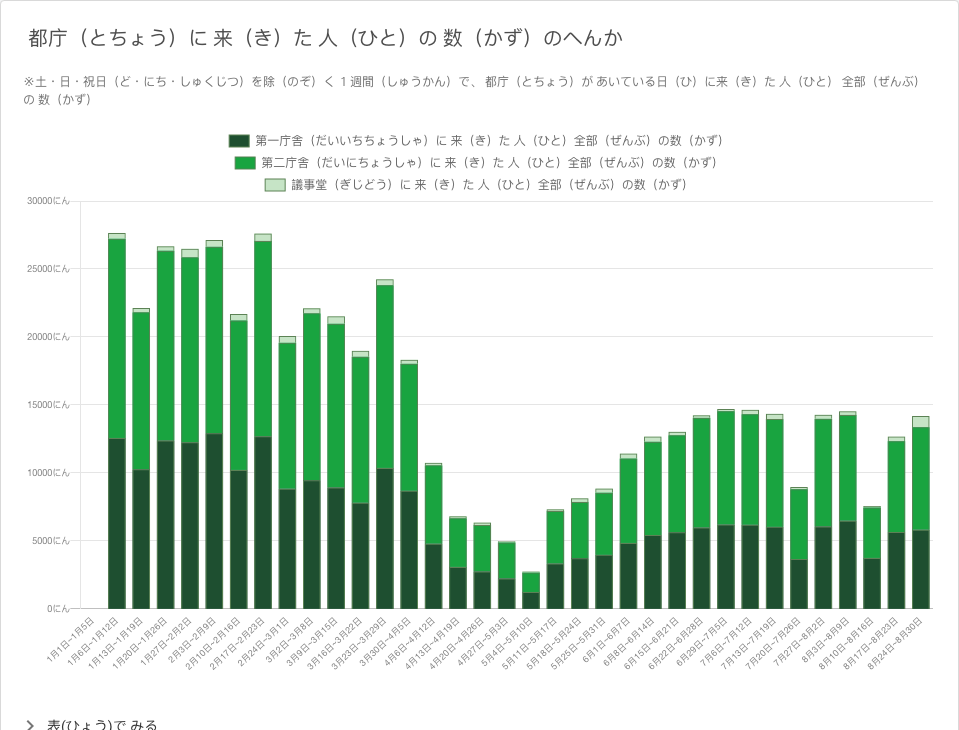 都庁（とちょう）に 来（き）た 人（ひと）の 数（かず）のへんか
※土・日・祝日（ど・にち・しゅくじつ）を除（のぞ）く 1 週間（しゅうかん）で、 都庁（とちょう）が あいている日（ひ）に来（き）た 人（ひと） 全部（ぜんぶ）
の 数（かず）
第一庁舎（だいいちちょうしゃ）に 来（き）た 人（ひと）全部（ぜんぶ）の数（かず）
第二庁舎（だいにちょうしゃ）に 来（き）た 人（ひと）全部（ぜんぶ）の数（かず）
議事堂（ぎじどう）に 来（き）た 人（ひと）全部（ぜんぶ）の数（かず）
30000にん
25000にん
20000にん
15000にん
10000にん
5000にん
0にん
1月1日~1月5日
1月6日~1月12日
1月13日~1月19日
1月20日~1月26日
1月27日~2月2日
2月3日~2月9日
2月10日~2月16日
2月17日~2月23日
2月24日~3月1日
3月2日~3月8日
3月9日~3月15日
3月16日~3月22日
3月23日~3月29日
3月30日~4月5日
4月6日~4月12日
4月13日~4月19日
4月20日~4月26日
4月27日~5月3日
5月4日~5月10日
5月11日~5月17日
5月18日~5月24日
5月25日~5月31日
6月1日~6月7日
6月8日~6月14日
6月15日~6月21日
6月22日~6月28日
6月29日~7月5日
7月6日~7月12日
7月13日~7月19日
7月20日~7月26日
7月27日~8月2日
8月3日~8月9日
8月10日~8月16日
8月17日~8月23日
8月24日~8月30日
表(ひょう)で みる